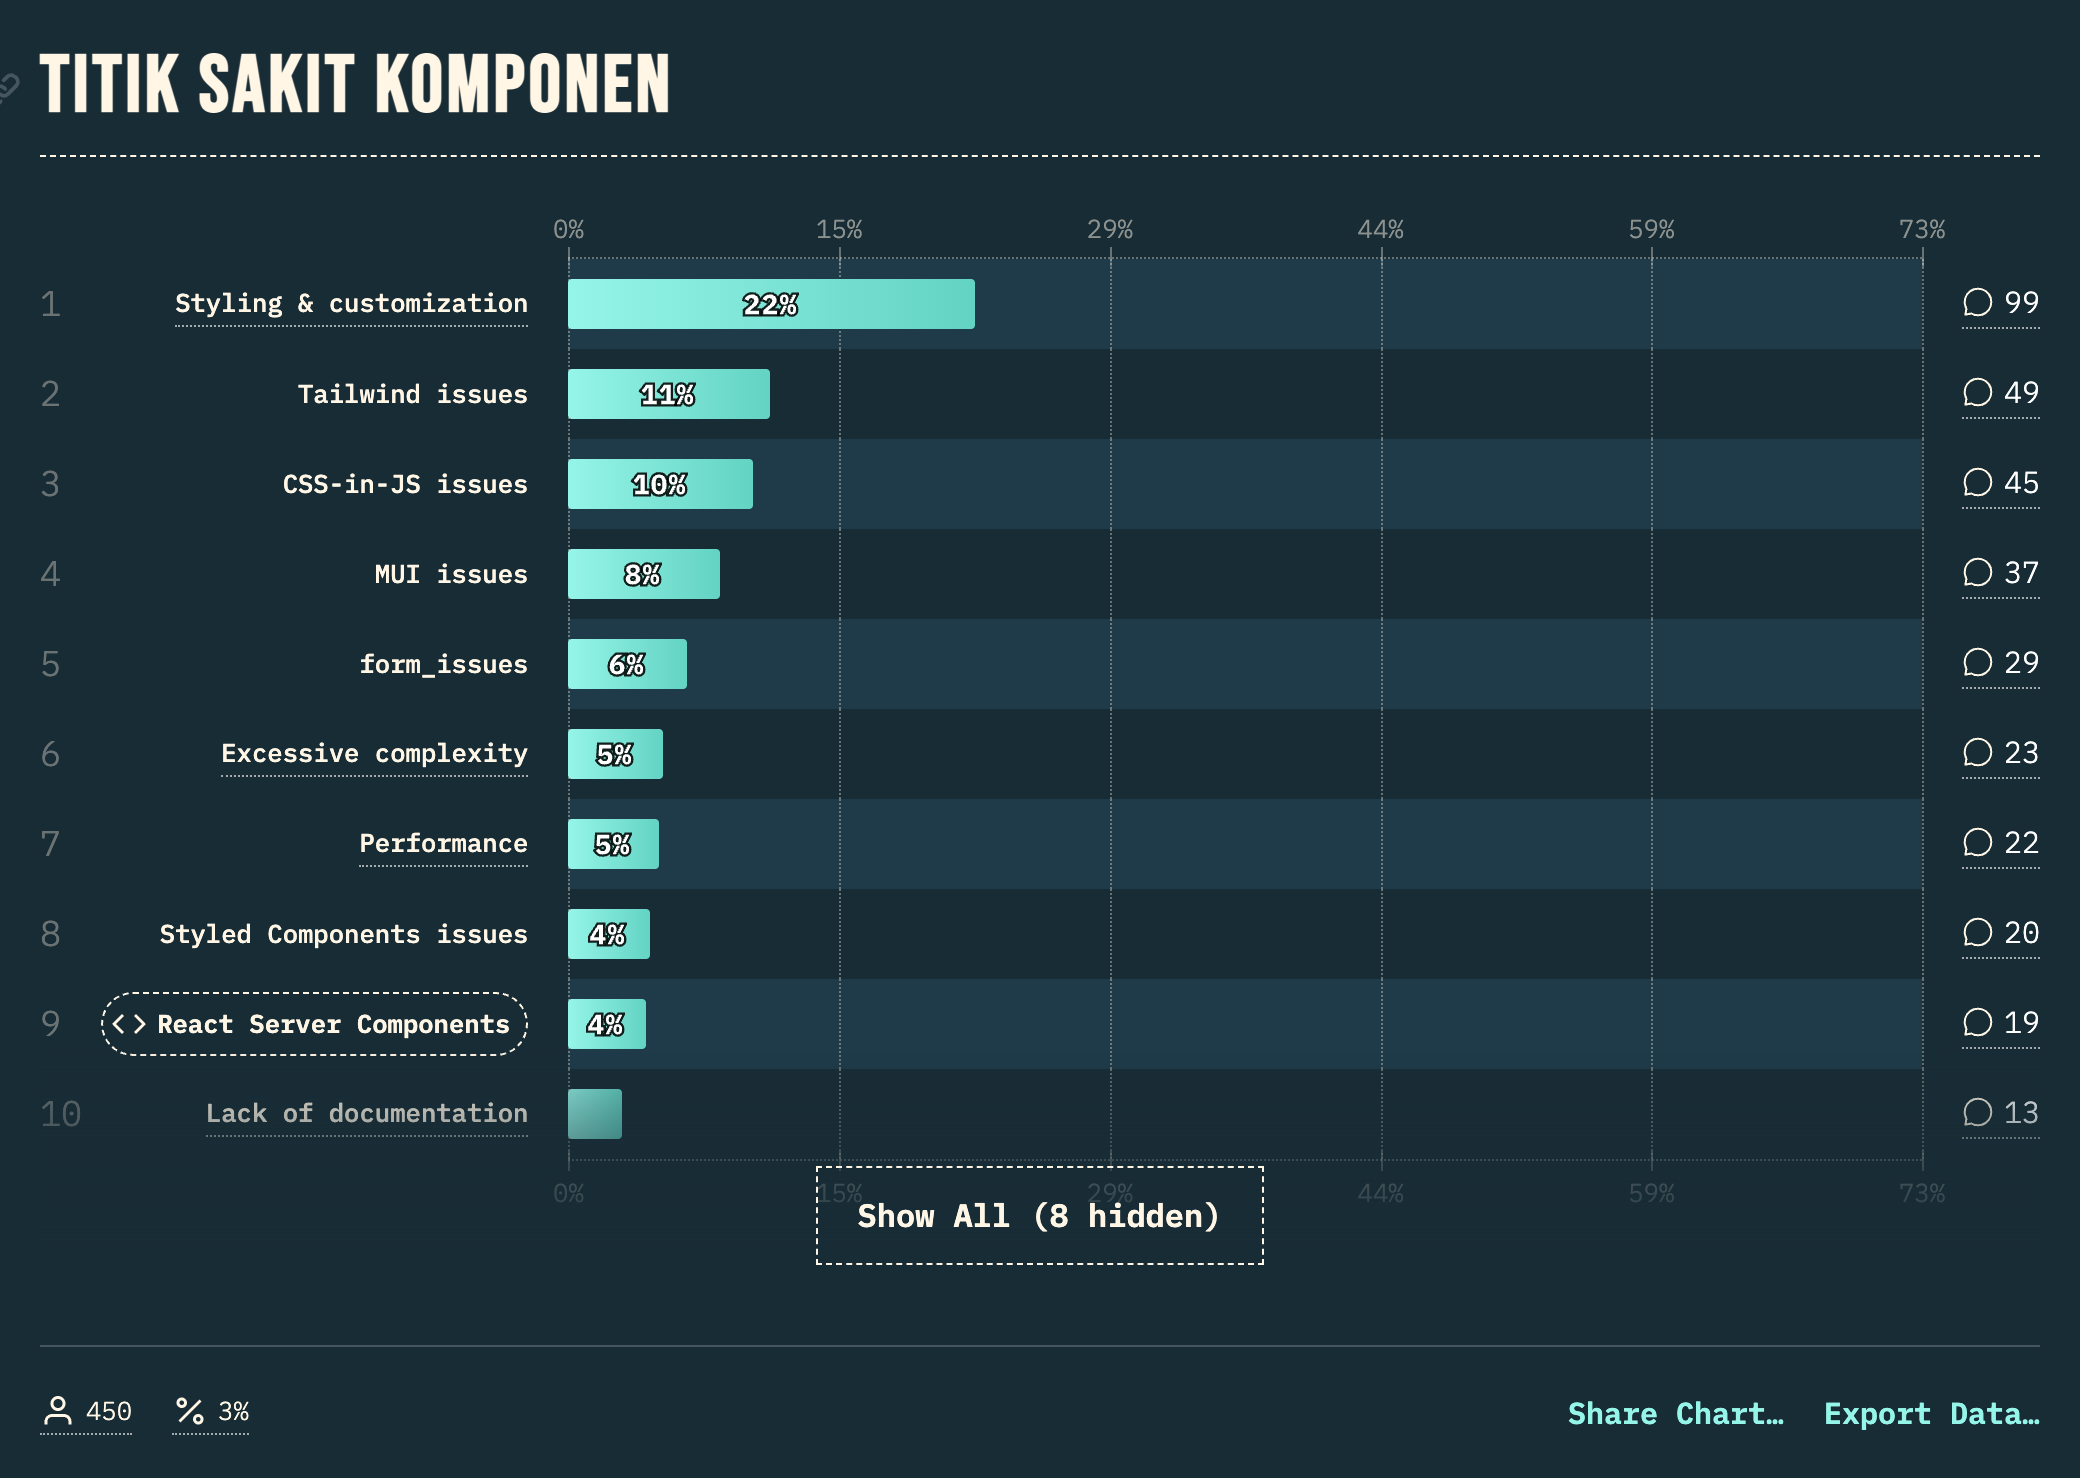 TITIK SAKIT KOMPONEN
0% 15% 29% 44% 59% 73%
1 Styling & customization 22% 99
2 Tailwind issues 11% 49
3 CSS-in-JS issues 10% 45
4 MUI issues 8% 37
5 form_issues 6% 29
6 Excessive complexity 5% 23
7 Performance 5% 22
8 Styled Components issues 4% 20
9 React Server Components 4% 19
10 Lack of documentation 13
0% 15% 29% 44% 59% 73%
Show All (8 hidden)
450 3% Share Chart… Export Data…